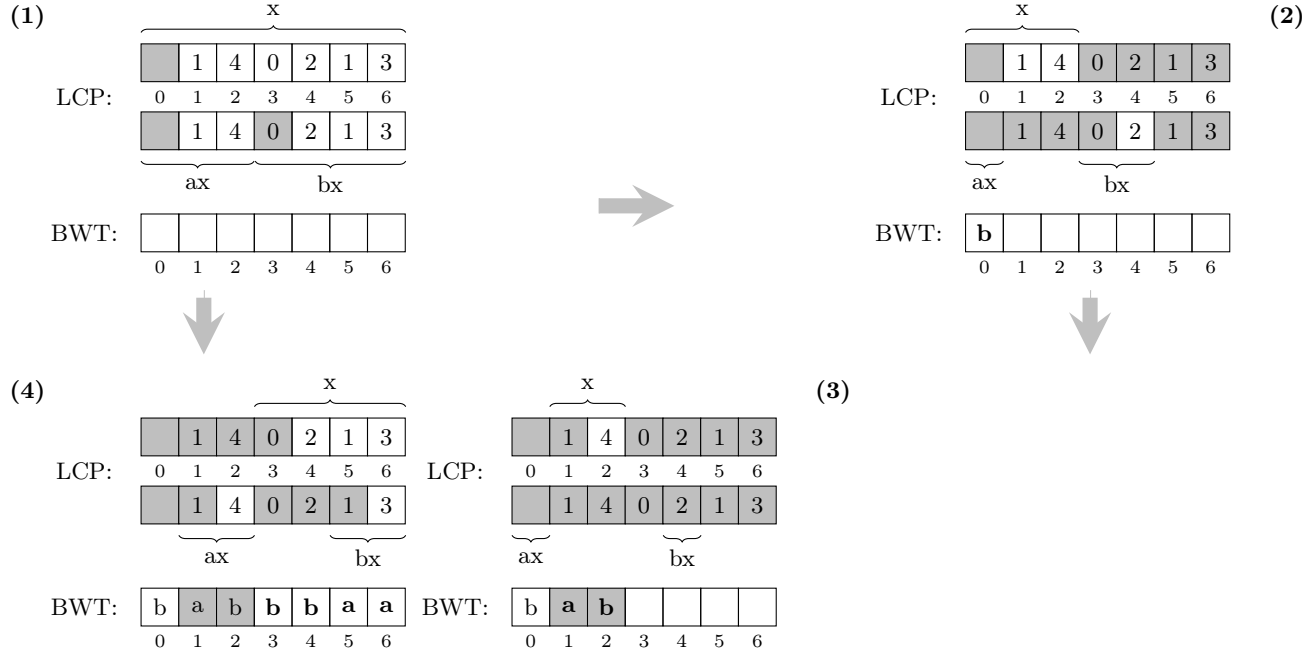 (1)
x
1 4 0 2 1 3
LCP: 0 1 2 3 4 5 6
1 4 0 2 1 3
ax bx
BWT:
0 1 2 3 4 5 6
(2)
x
1 4 0 2 1 3
LCP: 0 1 2 3 4 5 6
1 4 0 2 1 3
ax bx
BWT: b
0 1 2 3 4 5 6
(4)
x
1 4 0 2 1 3
LCP: 0 1 2 3 4 5 6
1 4 0 2 1 3
ax bx
BWT: b a b b b a a
0 1 2 3 4 5 6
(3)
x
1 4 0 2 1 3
LCP: 0 1 2 3 4 5 6
1 4 0 2 1 3
ax bx
BWT: b a b
0 1 2 3 4 5 6